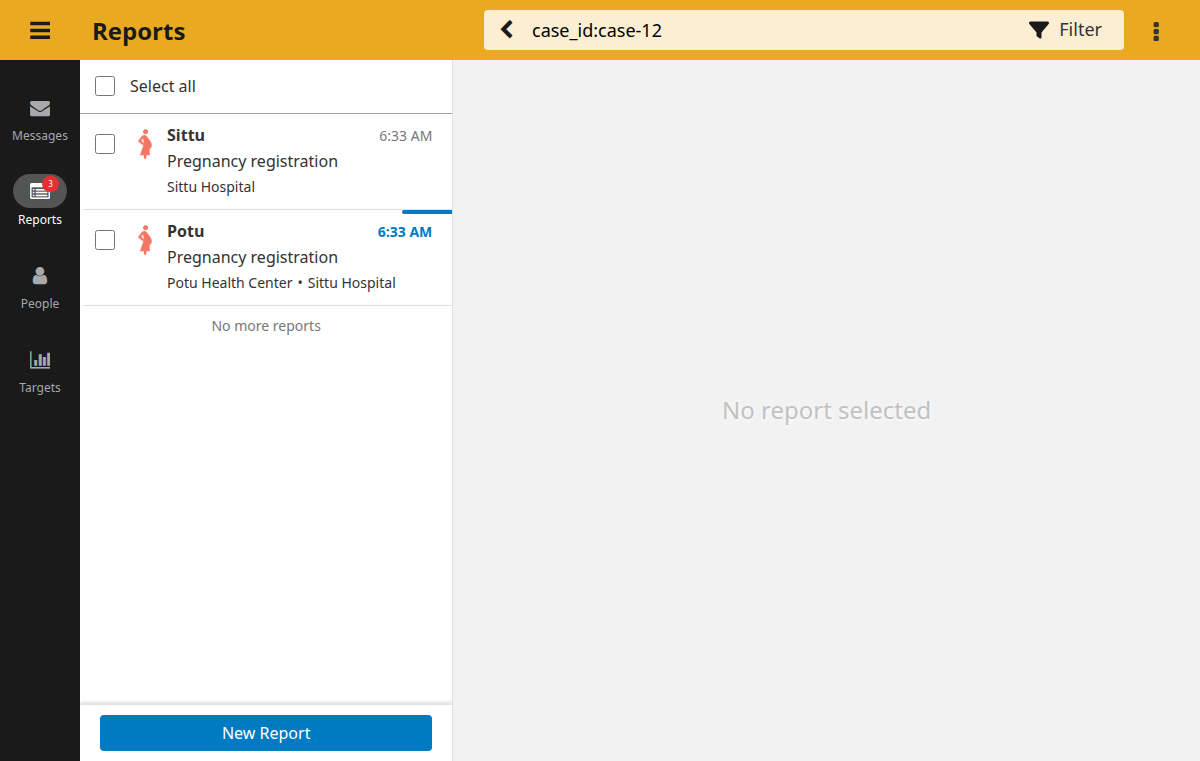 Reports
case_id:case-12
Filter
Messages
3
Reports
People
Targets
Select all
Sittu 6:33 AM
Pregnancy registration
Sittu Hospital
Potu 6:33 AM
Pregnancy registration
Potu Health Center • Sittu Hospital
No more reports
New Report
No report selected